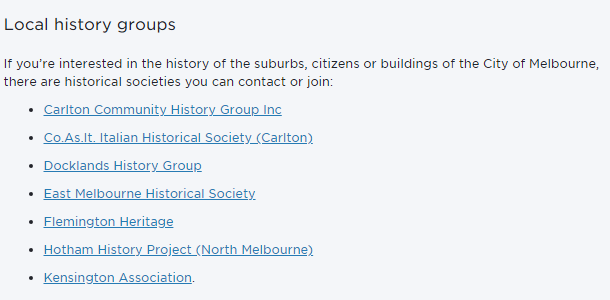 Local history groups
If you're interested in the history of the suburbs, citizens or buildings of the City of Melbourne,
there are historical societies you can contact or join:
• Carlton Community History Group Inc
• Co.As.It. Italian Historical Society (Carlton)
• Docklands History Group
• East Melbourne Historical Society
• Flemington Heritage
• Hotham History Project (North Melbourne)
• Kensington Association.